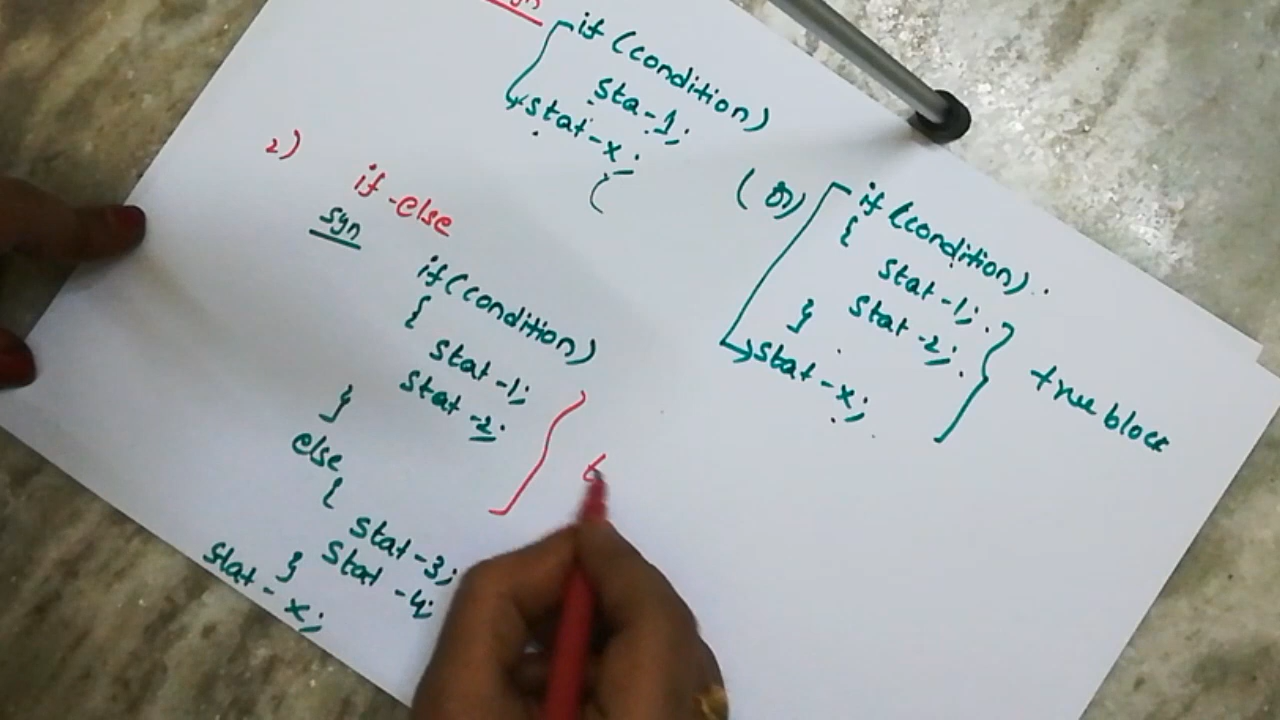 syn
if (condition)
sta-1;
stat-x;
(or)
if (condition)
{
stat-1;
stat-2;
}
stat-x;
true block
2) if-else
syn
if(condition)
{
stat-1;
stat-2;
}
else
{
stat-3;
stat-4;
}
stat-x;